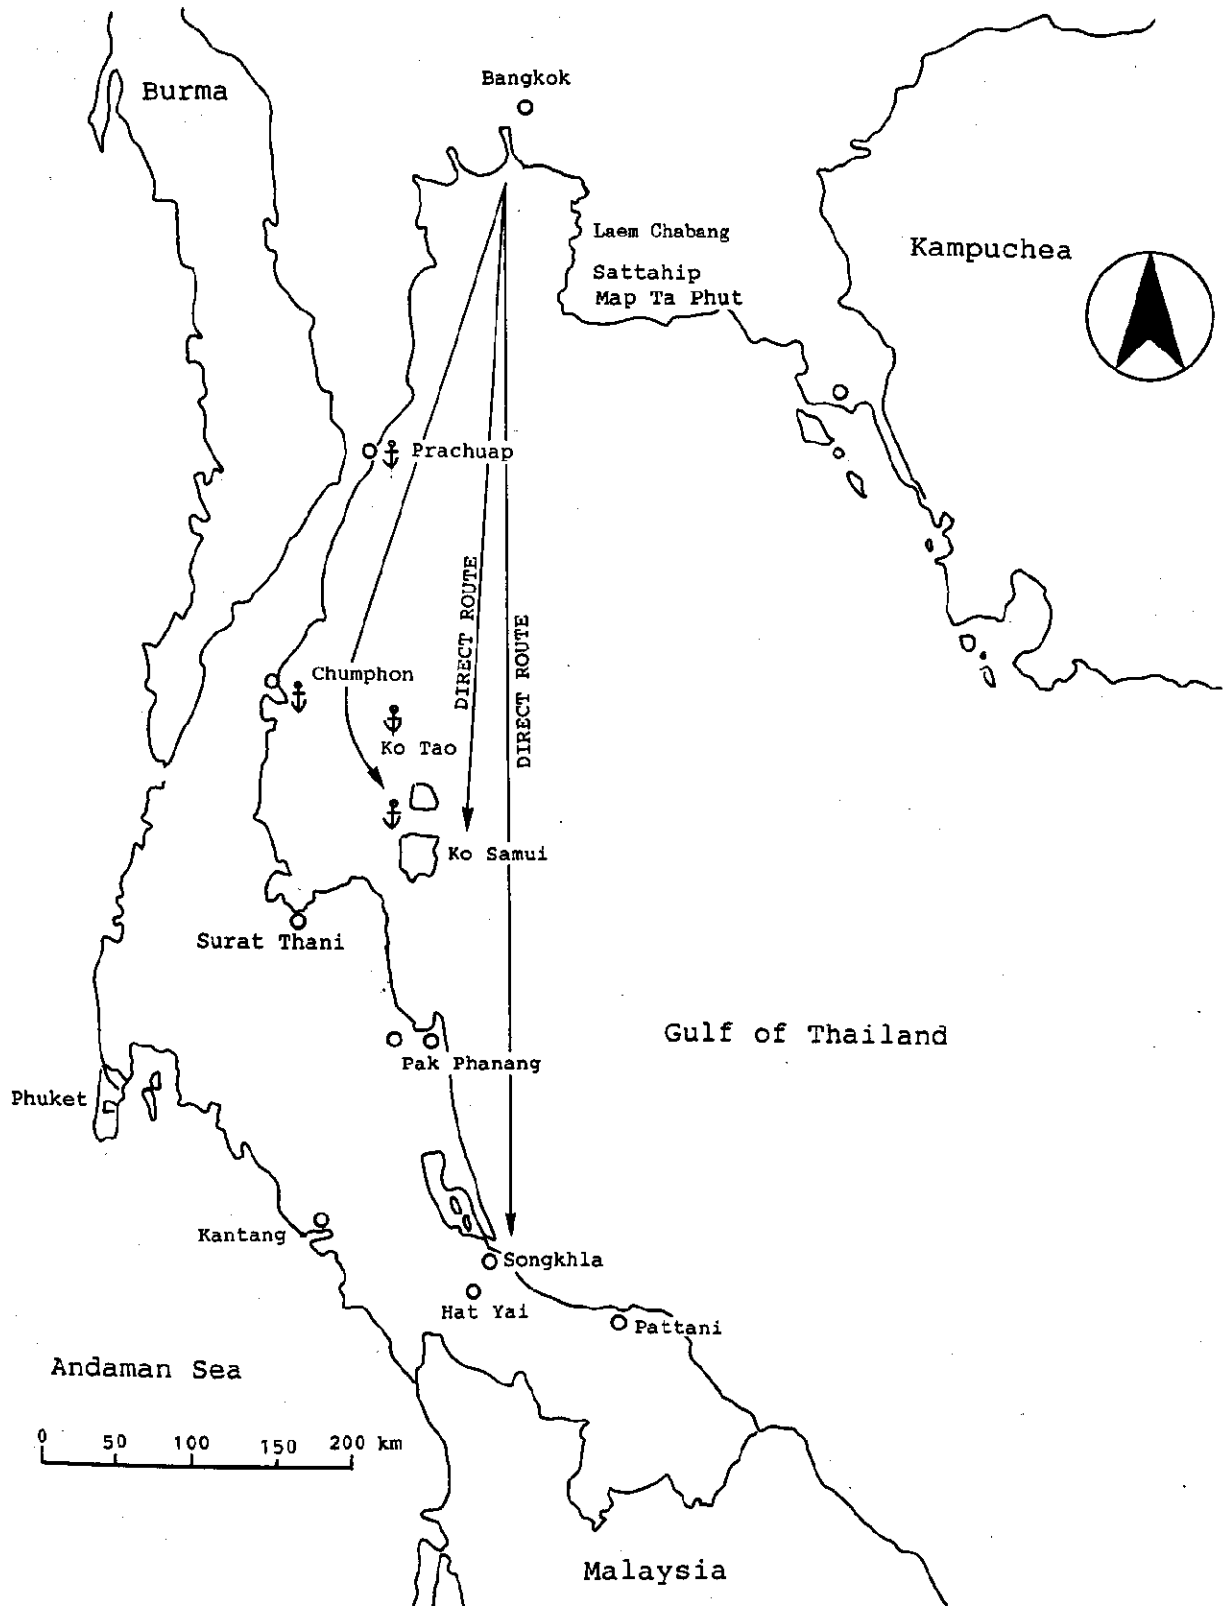 Bangkok
Burma
Laem Chabang
Kampuchea
Sattahip
Map Ta Phut
Prachuap
DIRECT ROUTE
DIRECT ROUTE
Chumphon
Ko Tao
Ko Samui
Surat Thani
Gulf of Thailand
Pak Phanang
Phuket
Kantang
Songkhla
Hat Yai
Pattani
Andaman Sea
0 50 100 150 200 km
Malaysia